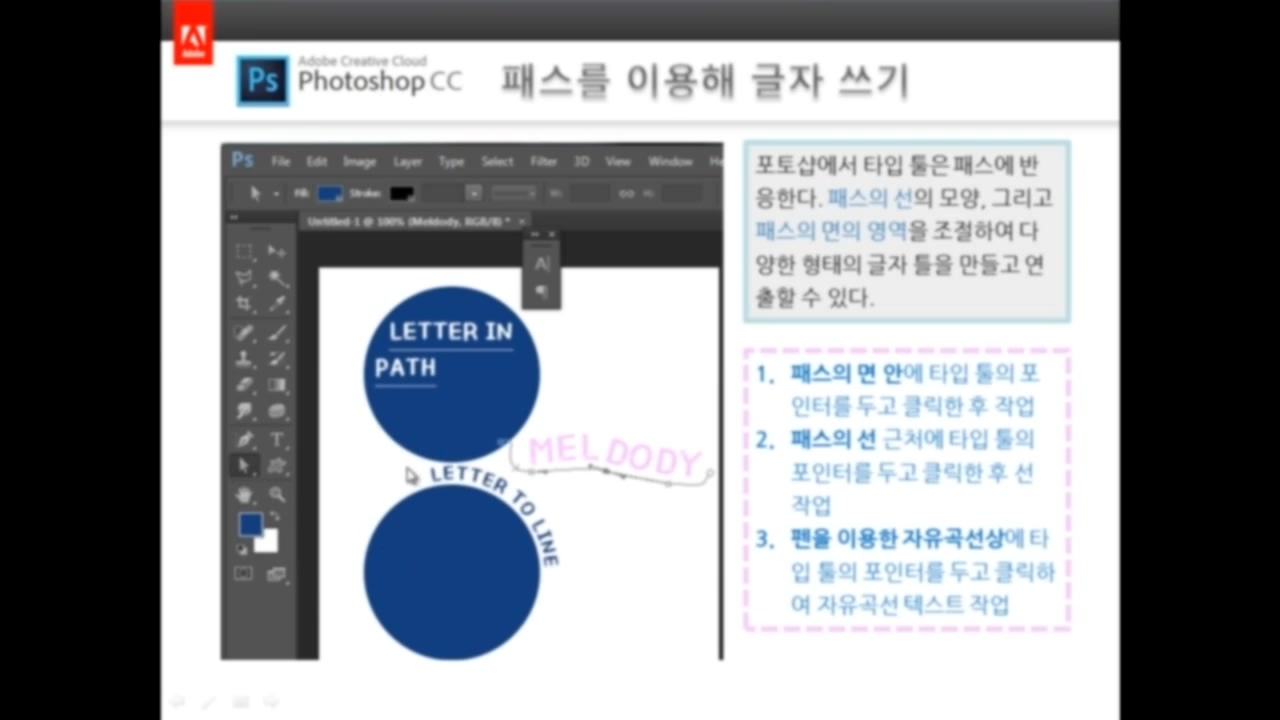 Adobe
Adobe Creative Cloud
Ps Photoshop CC
패스를 이용해 글자 쓰기
Ps File Edit Image Layer Type Select Filter 3D View Window He
Fill: Stroke:
Untitled-1 @ 100% (Meldody, RGB/8) *
LETTER IN
PATH
MELDODY
LETTER TO LINE
포토샵에서 타입 툴은 패스에 반
응한다. 패스의 선의 모양, 그리고
패스의 면의 영역을 조절하여 다
양한 형태의 글자 틀을 만들고 연
출할 수 있다.
1. 패스의 면 안에 타입 툴의 포
인터를 두고 클릭한 후 작업
2. 패스의 선 근처에 타입 툴의
포인터를 두고 클릭한 후 선
작업
3. 펜을 이용한 자유곡선상에 타
입 툴의 포인터를 두고 클릭하
여 자유곡선 텍스트 작업